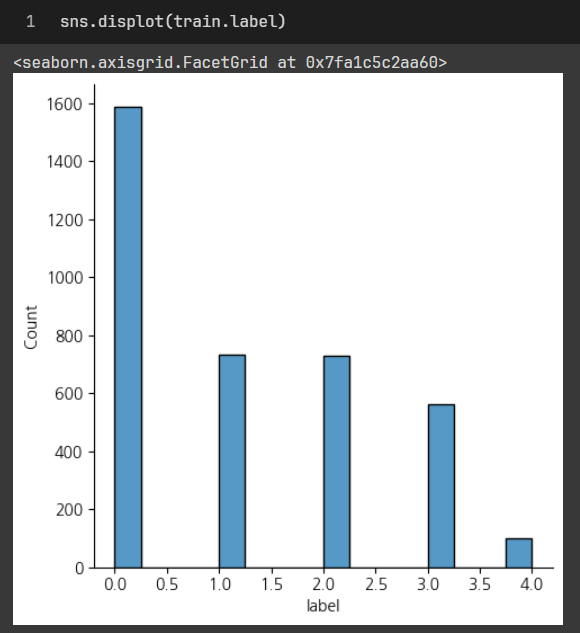 1 sns.displot(train.label)
<seaborn.axisgrid.FacetGrid at 0x7fa1c5c2aa60>
1600
1400
1200
1000
800
600
400
200
0
Count
0.0 0.5 1.0 1.5 2.0 2.5 3.0 3.5 4.0
label